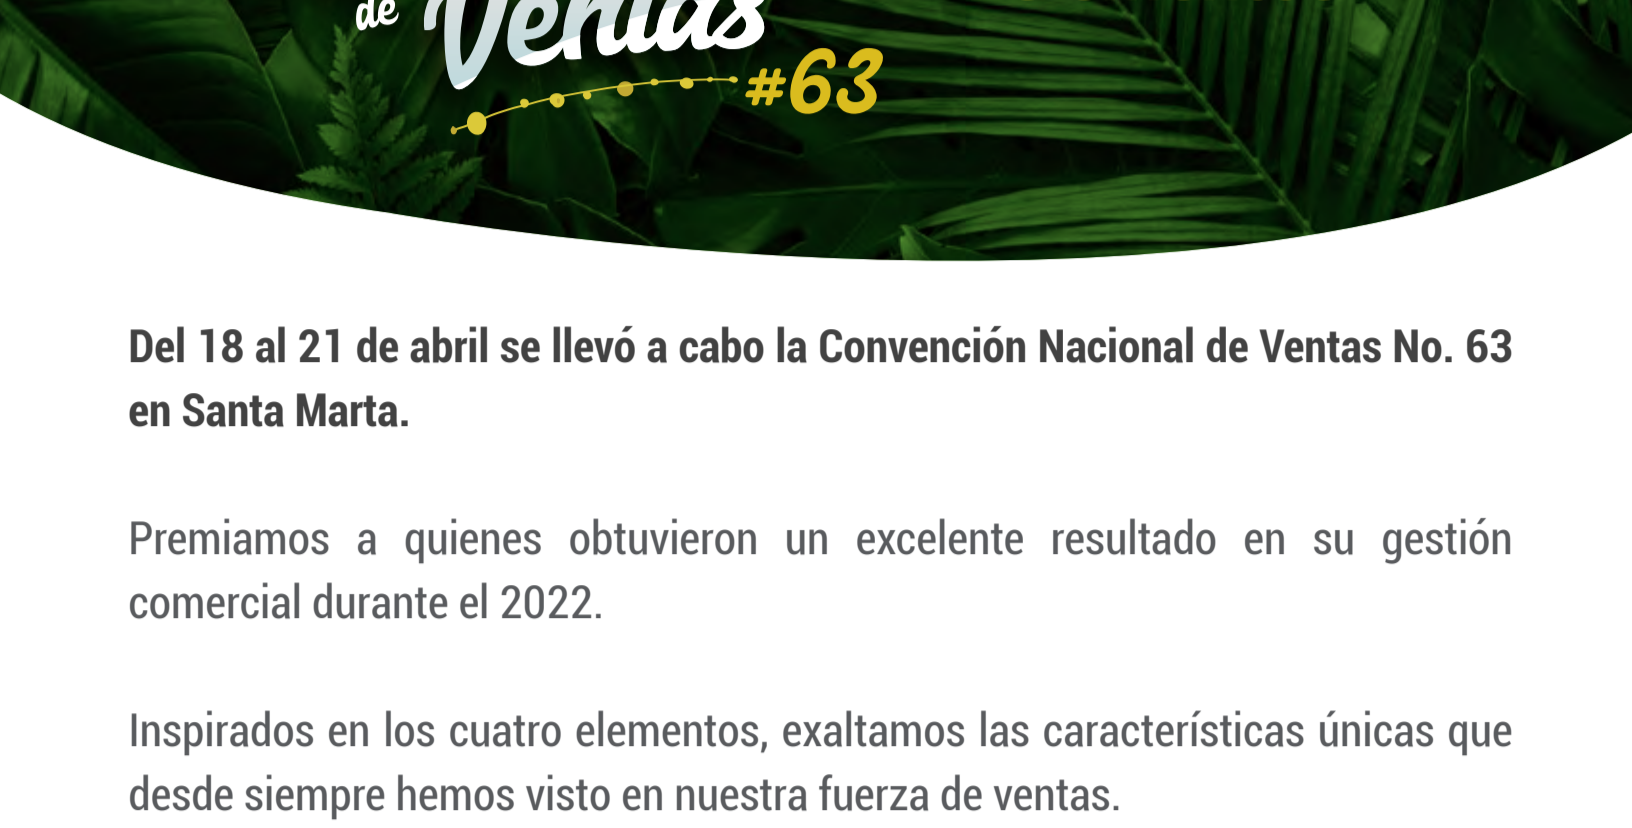 de
Ventas
#63
Del 18 al 21 de abril se llevó a cabo la Convención Nacional de Ventas No. 63
en Santa Marta.
Premiamos a quienes obtuvieron un excelente resultado en su gestión
comercial durante el 2022.
Inspirados en los cuatro elementos, exaltamos las características únicas que
desde siempre hemos visto en nuestra fuerza de ventas.